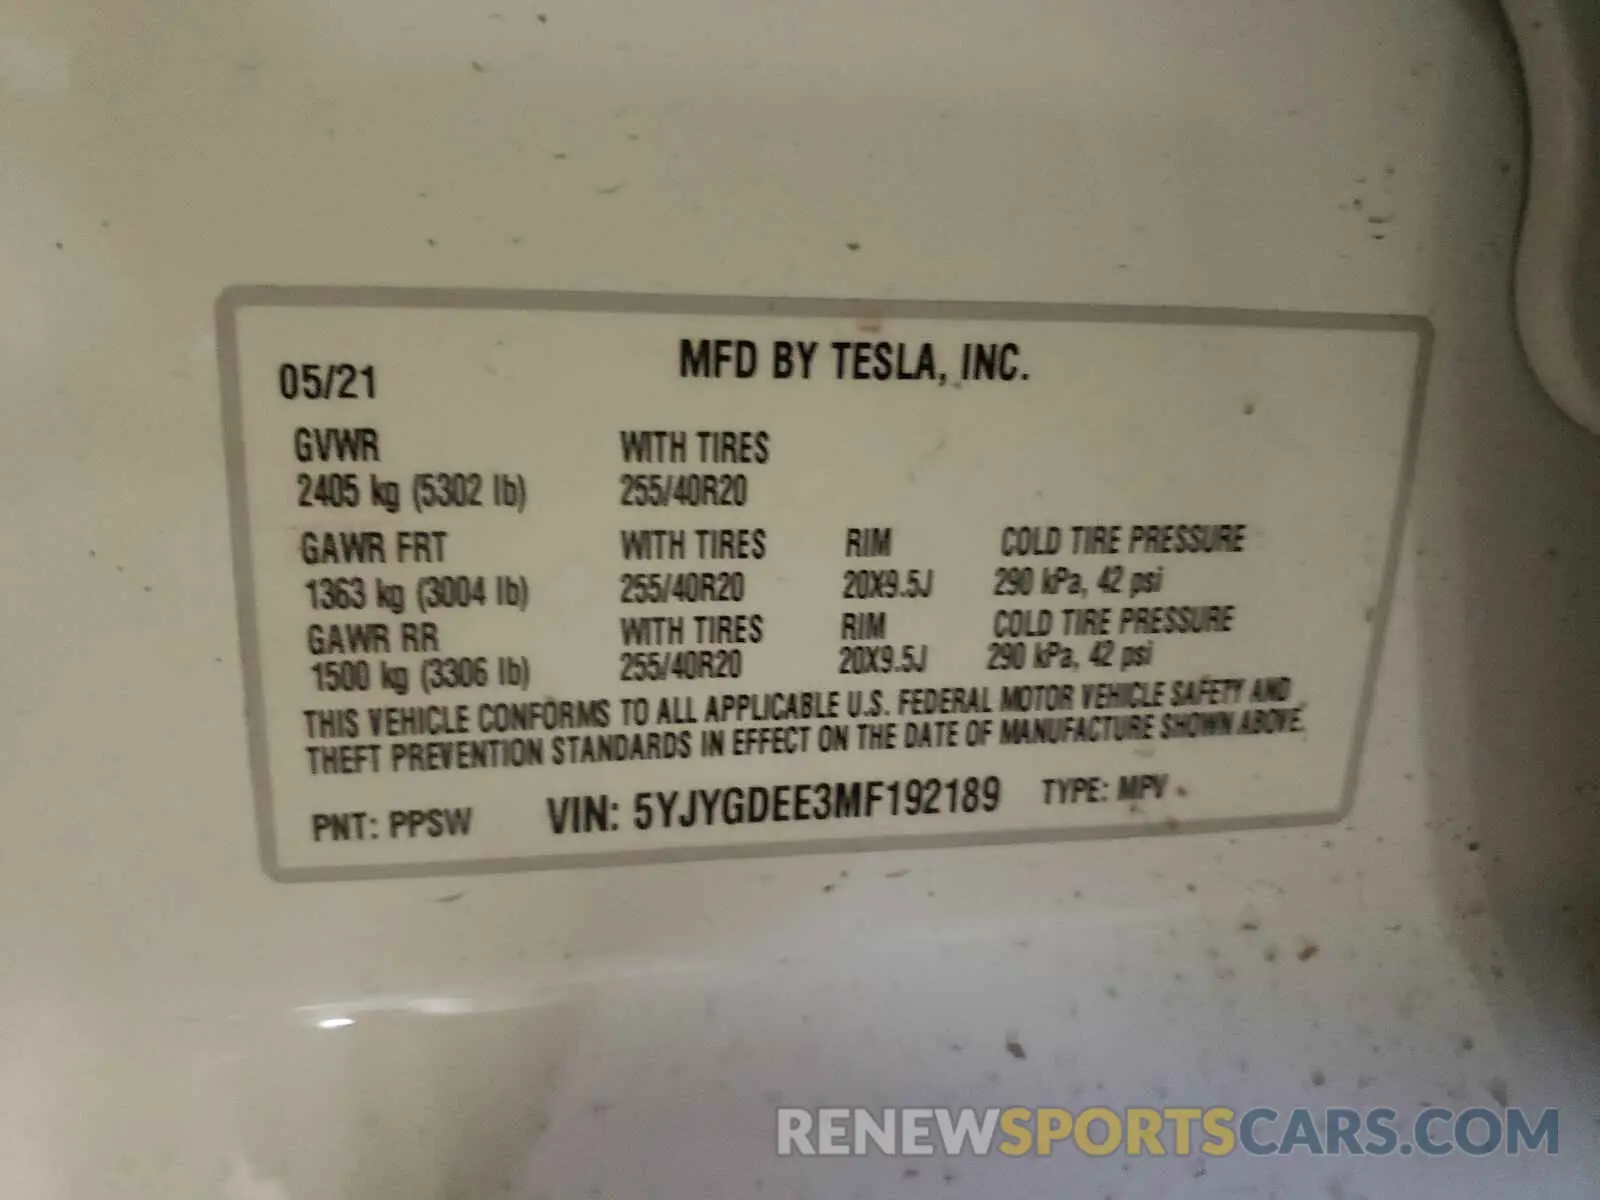 05/21 MFD BY TESLA, INC.
GVWR WITH TIRES
2405 kg (5302 lb) 255/40R20
GAWR FRT WITH TIRES RIM COLD TIRE PRESSURE
1363 kg (3004 lb) 255/40R20 20X9.5J 290 kPa, 42 psi
GAWR RR WITH TIRES RIM COLD TIRE PRESSURE
1500 kg (3306 lb) 255/40R20 20X9.5J 290 kPa, 42 psi
THIS VEHICLE CONFORMS TO ALL APPLICABLE U.S. FEDERAL MOTOR VEHICLE SAFETY AND
THEFT PREVENTION STANDARDS IN EFFECT ON THE DATE OF MANUFACTURE SHOWN ABOVE.
PNT: PPSW VIN: 5YJYGDEE3MF192189 TYPE: MPV
RENEWSPORTSCARS.COM